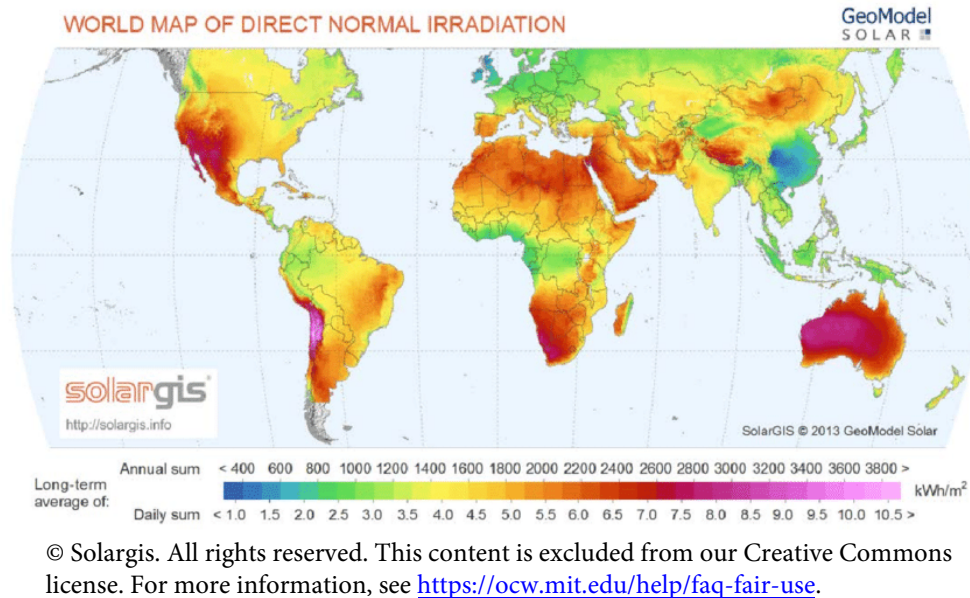 WORLD MAP OF DIRECT NORMAL IRRADIATION
GeoModel
SOLAR
solargis
http://solargis.info
SolarGIS © 2013 GeoModel Solar
Annual sum < 400 600 800 1000 1200 1400 1600 1800 2000 2200 2400 2600 2800 3000 3200 3400 3600 3800 >
Long-term
average of:
kWh/m²
Daily sum < 1.0 1.5 2.0 2.5 3.0 3.5 4.0 4.5 5.0 5.5 6.0 6.5 7.0 7.5 8.0 8.5 9.0 9.5 10.0 10.5 >
© Solargis. All rights reserved. This content is excluded from our Creative Commons
license. For more information, see https://ocw.mit.edu/help/faq-fair-use.